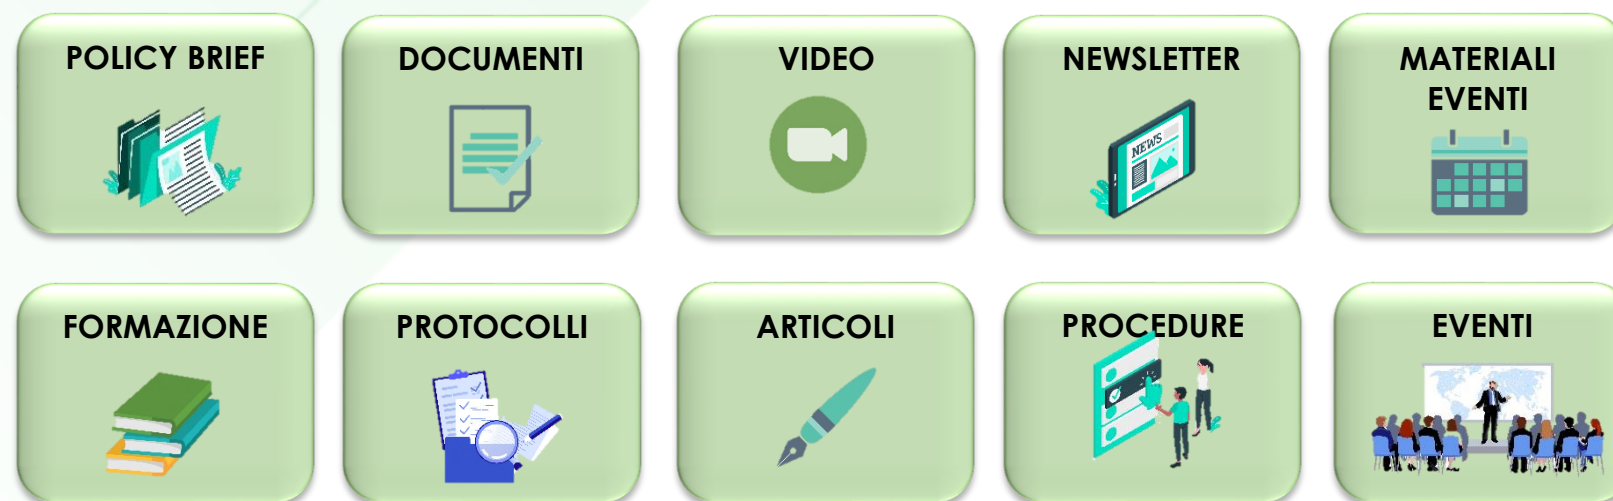 POLICY BRIEF
DOCUMENTI
VIDEO
NEWSLETTER
MATERIALI
EVENTI
NEWS
FORMAZIONE
PROTOCOLLI
ARTICOLI
PROCEDURE
EVENTI